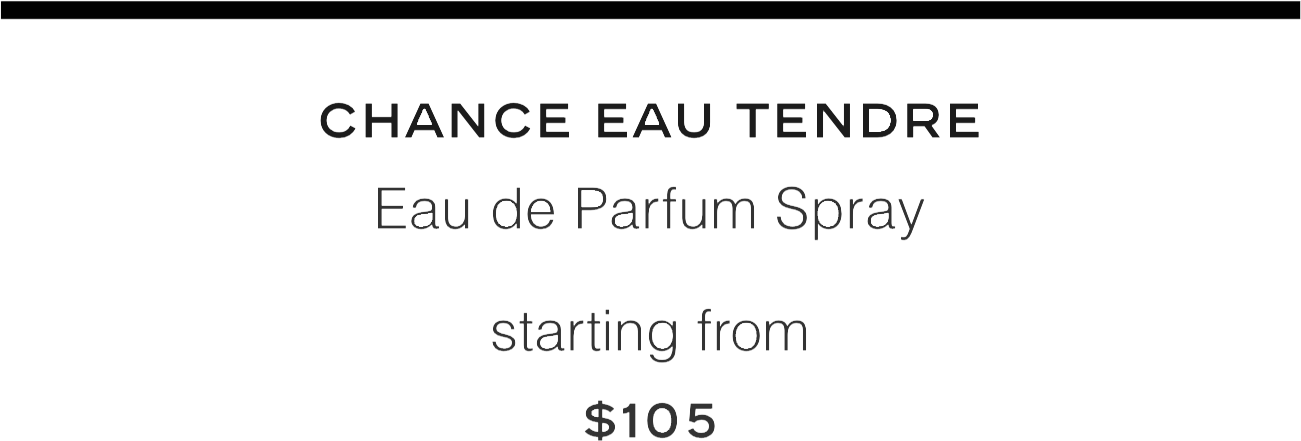 CHANCE EAU TENDRE
Eau de Parfum Spray
starting from
$105